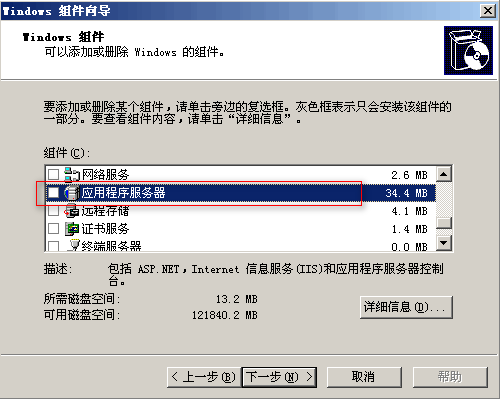 Windows 组件向导
Windows 组件
可以添加或删除 Windows 的组件。
要添加或删除某个组件，请单击旁边的复选框。灰色框表示只会安装该组件的
一部分。要查看组件内容，请单击“详细信息”。
组件(C):
网络服务 2.6 MB
应用程序服务器 34.4 MB
远程存储 4.1 MB
证书服务 1.4 MB
终端服务器 0.0 MB
描述: 包括 ASP.NET，Internet 信息服务(IIS)和应用程序服务器控制
台。
所需磁盘空间: 13.2 MB
可用磁盘空间: 121840.2 MB
详细信息(D)...
< 上一步(B) 下一步(N) > 取消 帮助